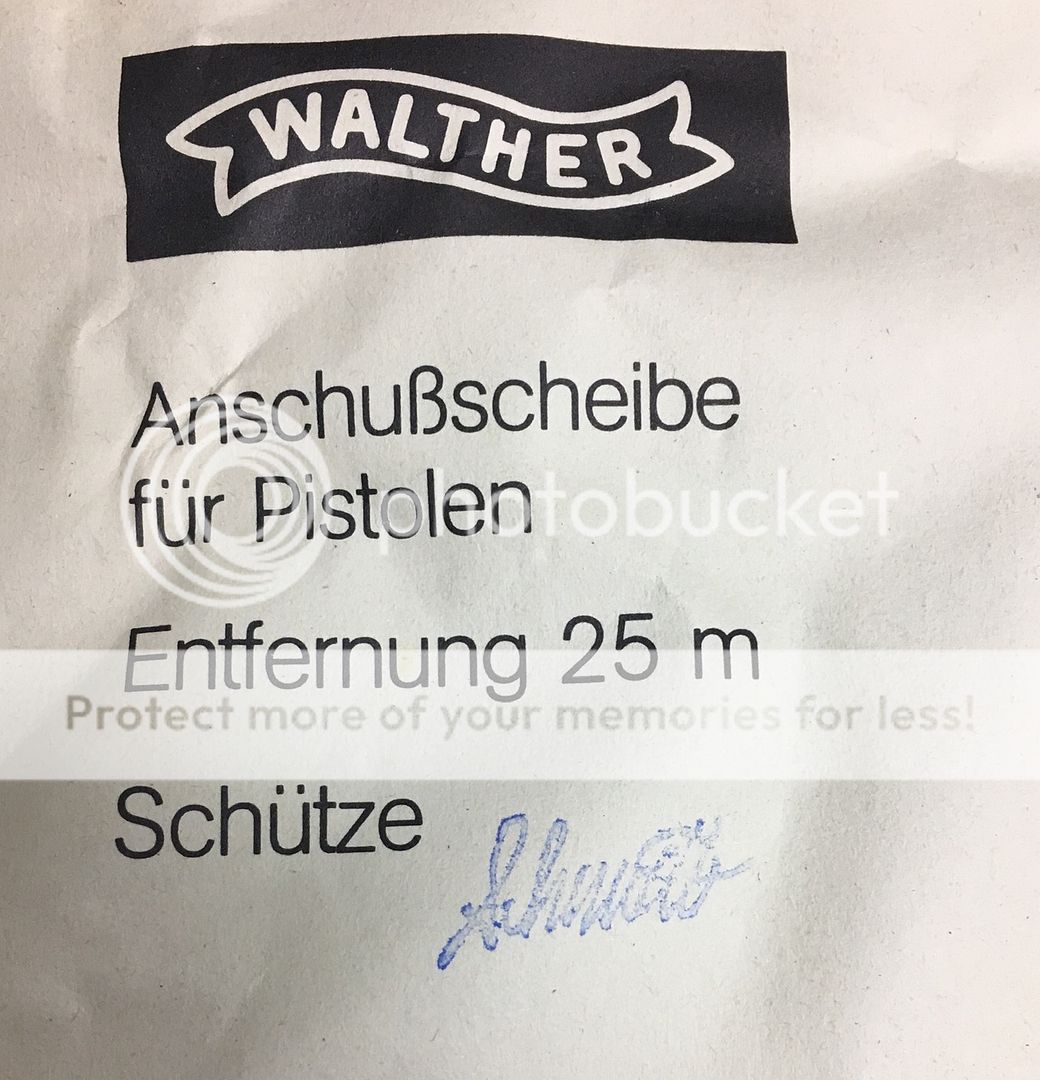 WALTHER
Anschußscheibe
für Pistolen
photobucket
Entfernung 25 m
Protect more of your memories for less!
Schütze